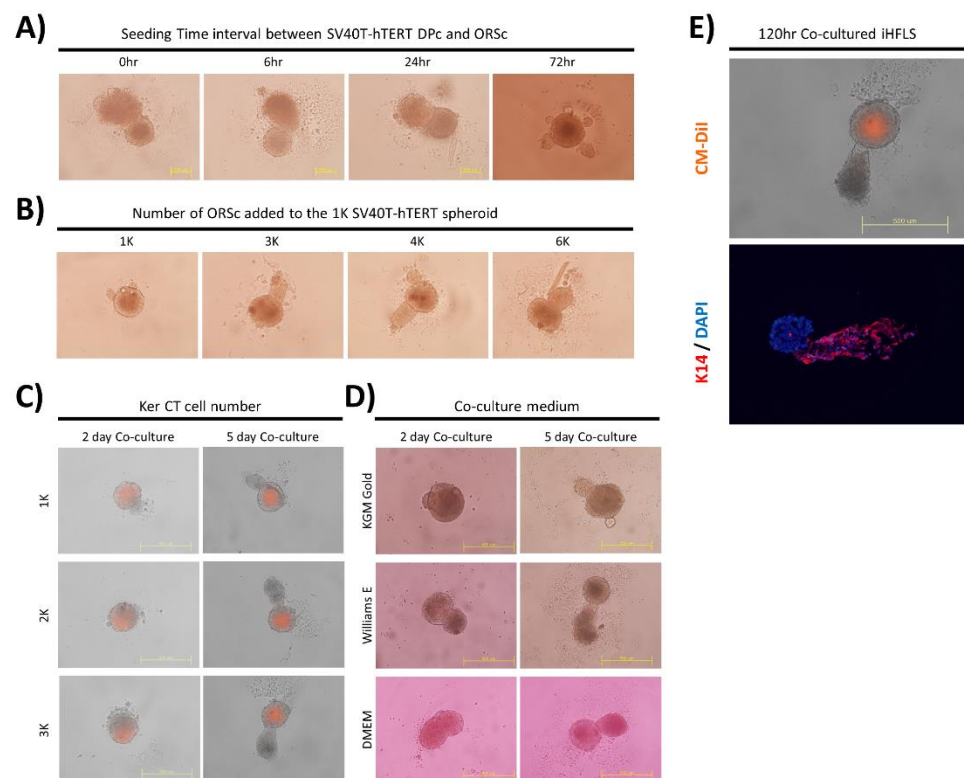 A)
Seeding Time interval between SV40T-hTERT DPc and ORSc
0hr 6hr 24hr 72hr
B)
Number of ORSc added to the 1K SV40T-hTERT spheroid
1K 3K 4K 6K
C)
Ker CT cell number
2 day Co-culture 5 day Co-culture
1K
2K
3K
D)
Co-culture medium
2 day Co-culture 5 day Co-culture
KGM Gold
Williams E
DMEM
E)
120hr Co-cultured iHFLS
CM-Dil
500 um
K14 / DAPI